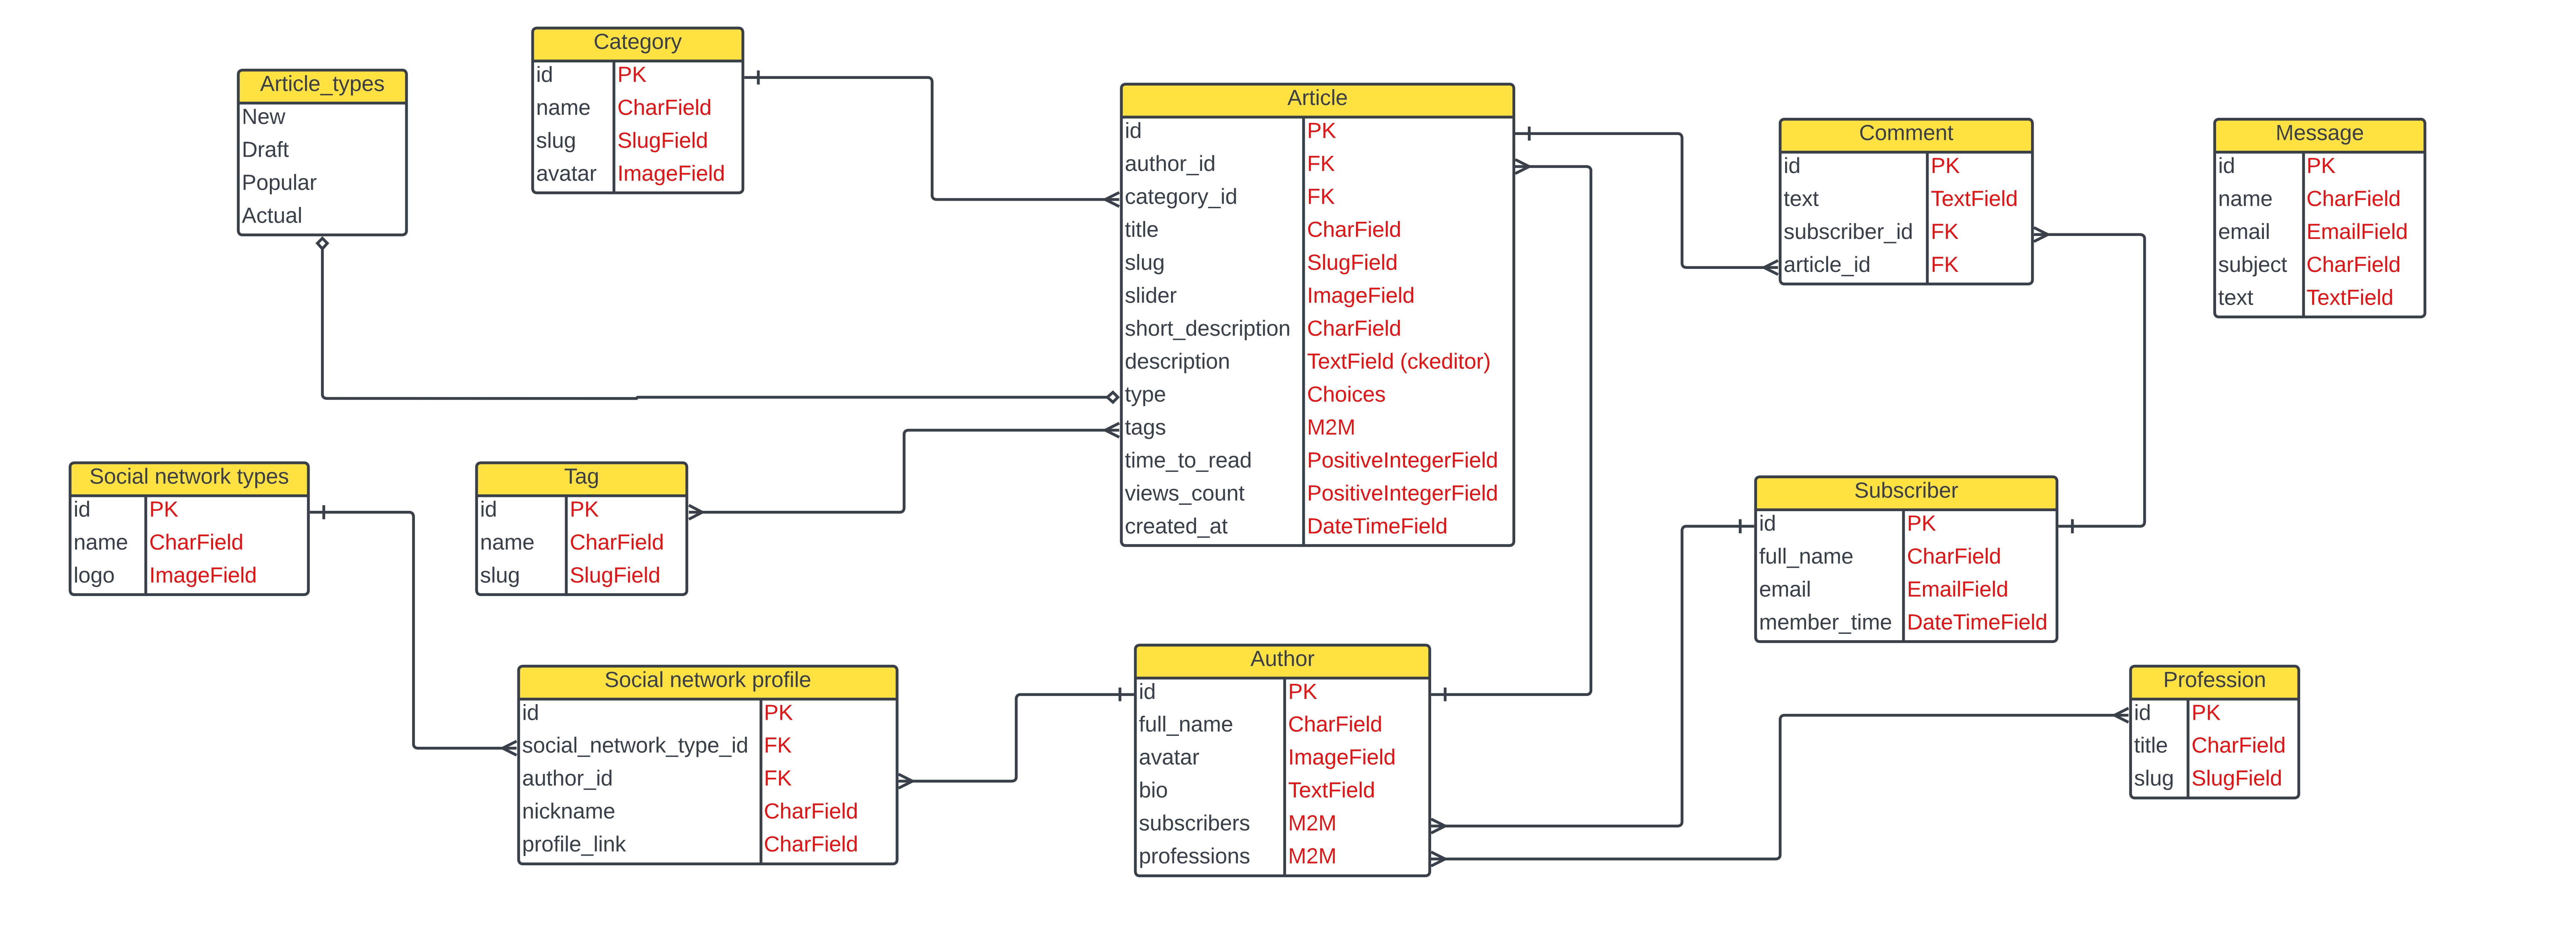 Category
id PK
name CharField
slug SlugField
avatar ImageField
Article_types
New
Draft
Popular
Actual
Article
id PK
author_id FK
category_id FK
title CharField
slug SlugField
slider ImageField
short_description CharField
description TextField (ckeditor)
type Choices
tags M2M
time_to_read PositiveIntegerField
views_count PositiveIntegerField
created_at DateTimeField
Comment
id PK
text TextField
subscriber_id FK
article_id FK
Message
id PK
name CharField
email EmailField
subject CharField
text TextField
Social network types
id PK
name CharField
logo ImageField
Tag
id PK
name CharField
slug SlugField
Subscriber
id PK
full_name CharField
email EmailField
member_time DateTimeField
Social network profile
id PK
social_network_type_id FK
author_id FK
nickname CharField
profile_link CharField
Author
id PK
full_name CharField
avatar ImageField
bio TextField
subscribers M2M
professions M2M
Profession
id PK
title CharField
slug SlugField